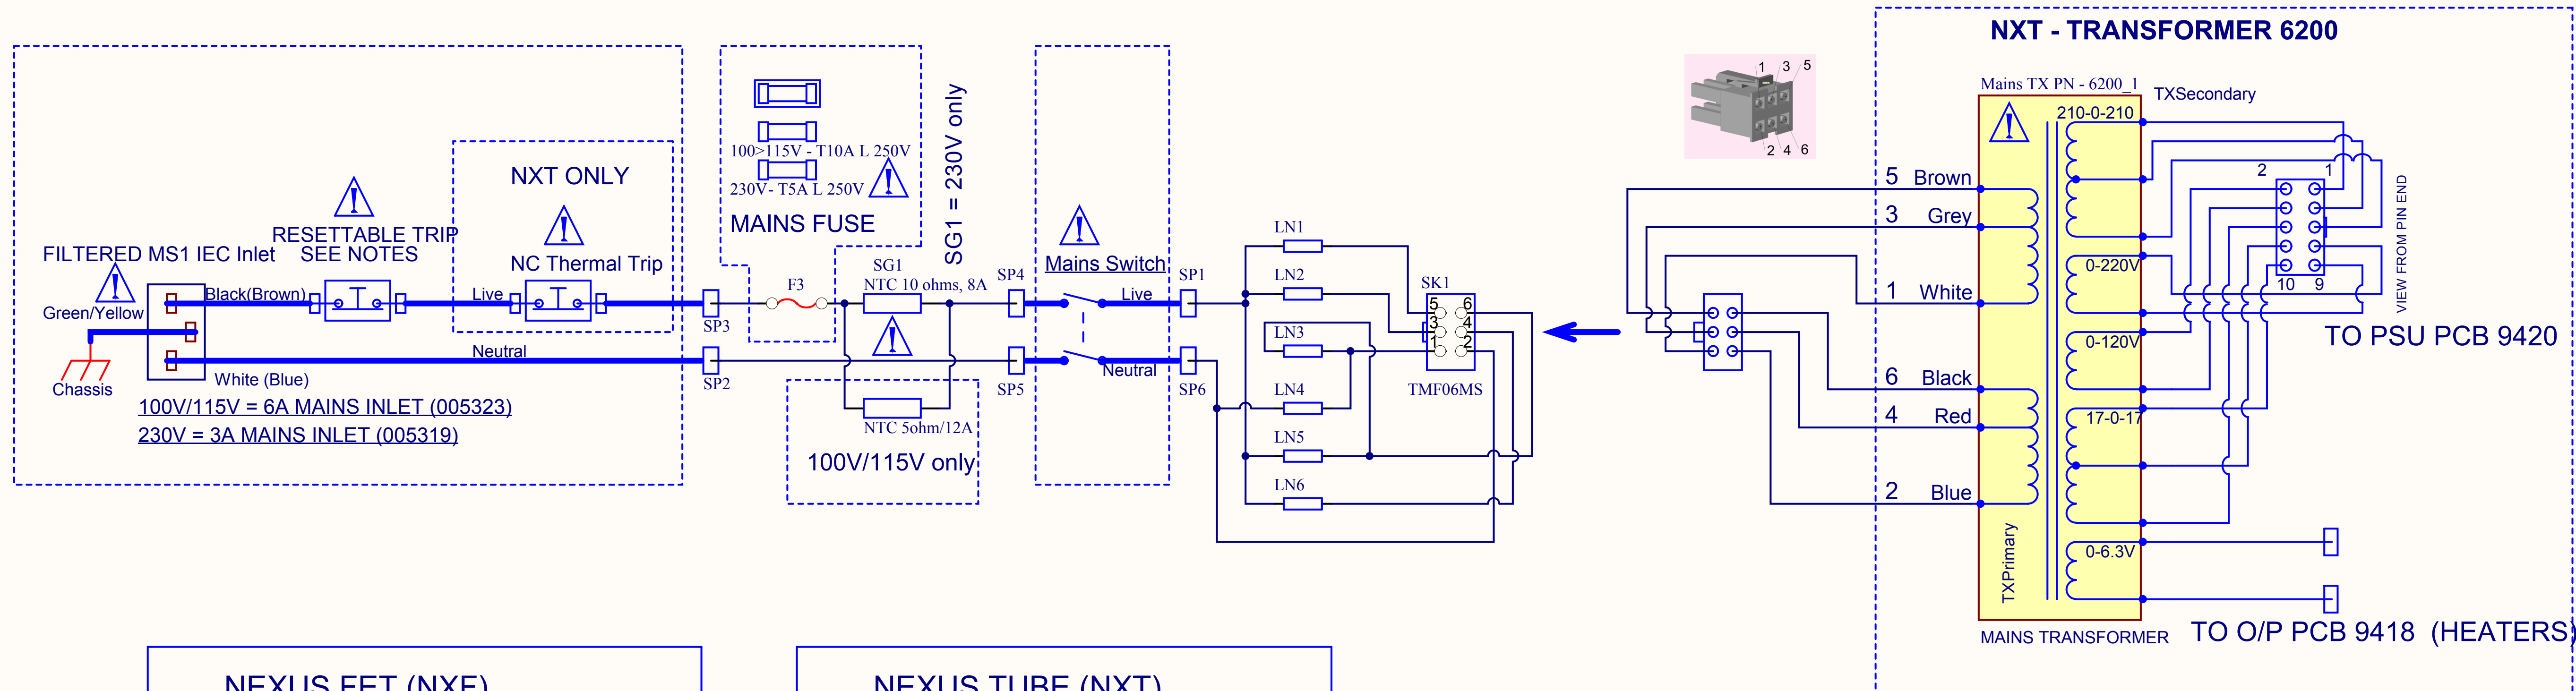 NXT - TRANSFORMER 6200
Mains TX PN - 6200_1
TXSecondary
FILTERED MS1 IEC Inlet
Green/Yellow
Chassis
Black(Brown)
White (Blue)
RESETTABLE TRIP
SEE NOTES
NXT ONLY
NC Thermal Trip
Live
Neutral
100V/115V = 6A MAINS INLET (005323)
230V = 3A MAINS INLET (005319)
SP3
SP2
100>115V - T10A L 250V
230V- T5A L 250V
MAINS FUSE
F3
SG1 = 230V only
SG1
NTC 10 ohms, 8A
NTC 5ohm/12A
100V/115V only
SP4
SP5
Mains Switch
Live
Neutral
SP1
SP6
LN1
LN2
LN3
LN4
LN5
LN6
SK1
5 6
3 4
1 2
TMF06MS
1 3 5
2 4 6
5 Brown
3 Grey
1 White
6 Black
4 Red
2 Blue
TXPrimary
210-0-210
0-220V
0-120V
17-0-17
0-6.3V
MAINS TRANSFORMER
2 1
10 9
VIEW FROM PIN END
TO PSU PCB 9420
TO O/P PCB 9418 (HEATERS)
NEXUS FET (NXF)
NEXUS TUBE (NXT)